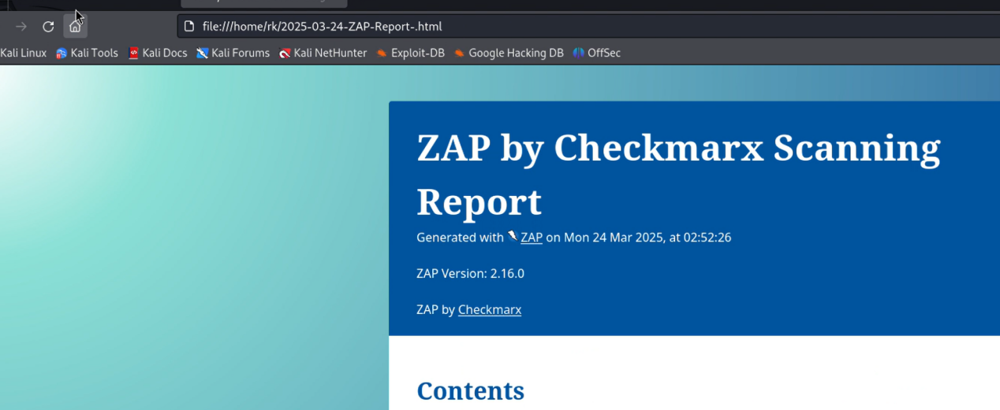 file:///home/rk/2025-03-24-ZAP-Report-.html
Kali Linux Kali Tools Kali Docs Kali Forums Kali NetHunter Exploit-DB Google Hacking DB OffSec
ZAP by Checkmarx Scanning
Report
Generated with ZAP on Mon 24 Mar 2025, at 02:52:26
ZAP Version: 2.16.0
ZAP by Checkmarx
Contents